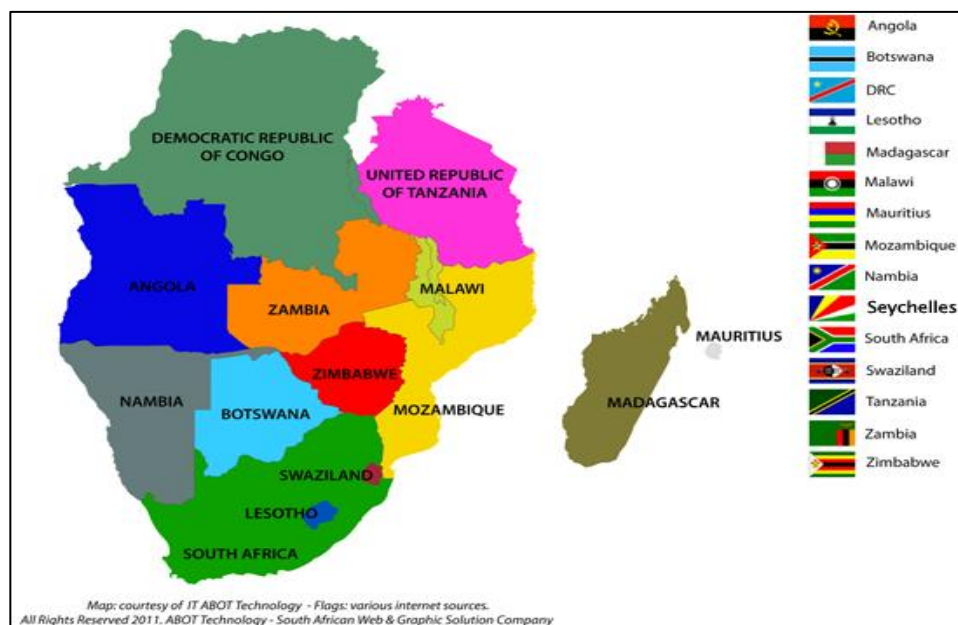 DEMOCRATIC REPUBLIC
OF CONGO
UNITED REPUBLIC
OF TANZANIA
ANGOLA
ZAMBIA
MALAWI
MAURITIUS
ZIMBABWE
NAMBIA
BOTSWANA
MOZAMBIQUE
MADAGASCAR
SWAZILAND
LESOTHO
SOUTH AFRICA
Angola
Botswana
DRC
Lesotho
Madagascar
Malawi
Mauritius
Mozambique
Nambia
Seychelles
South Africa
Swaziland
Tanzania
Zambia
Zimbabwe
Map: courtesy of IT ABOT Technology - Flags: various internet sources.
All Rights Reserved 2011, ABOT Technology - South African Web & Graphic Solution Company